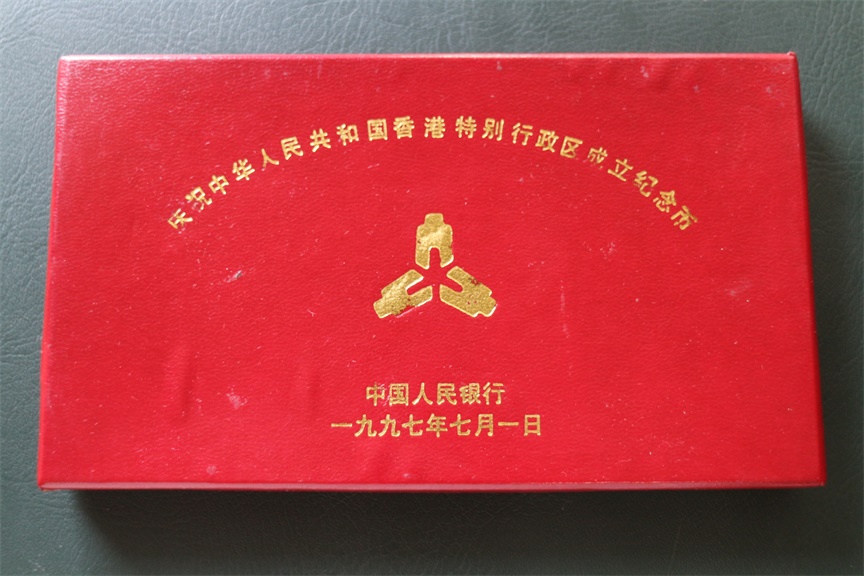 庆祝中华人民共和国香港特别行政区成立纪念币
中国人民银行
一九九七年七月一日